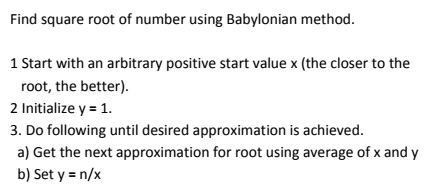 Find square root of number using Babylonian method.
1 Start with an arbitrary positive start value x (the closer to the
root, the better).
2 Initialize y = 1.
3. Do following until desired approximation is achieved.
a) Get the next approximation for root using average of x and y
b) Set y = n/x